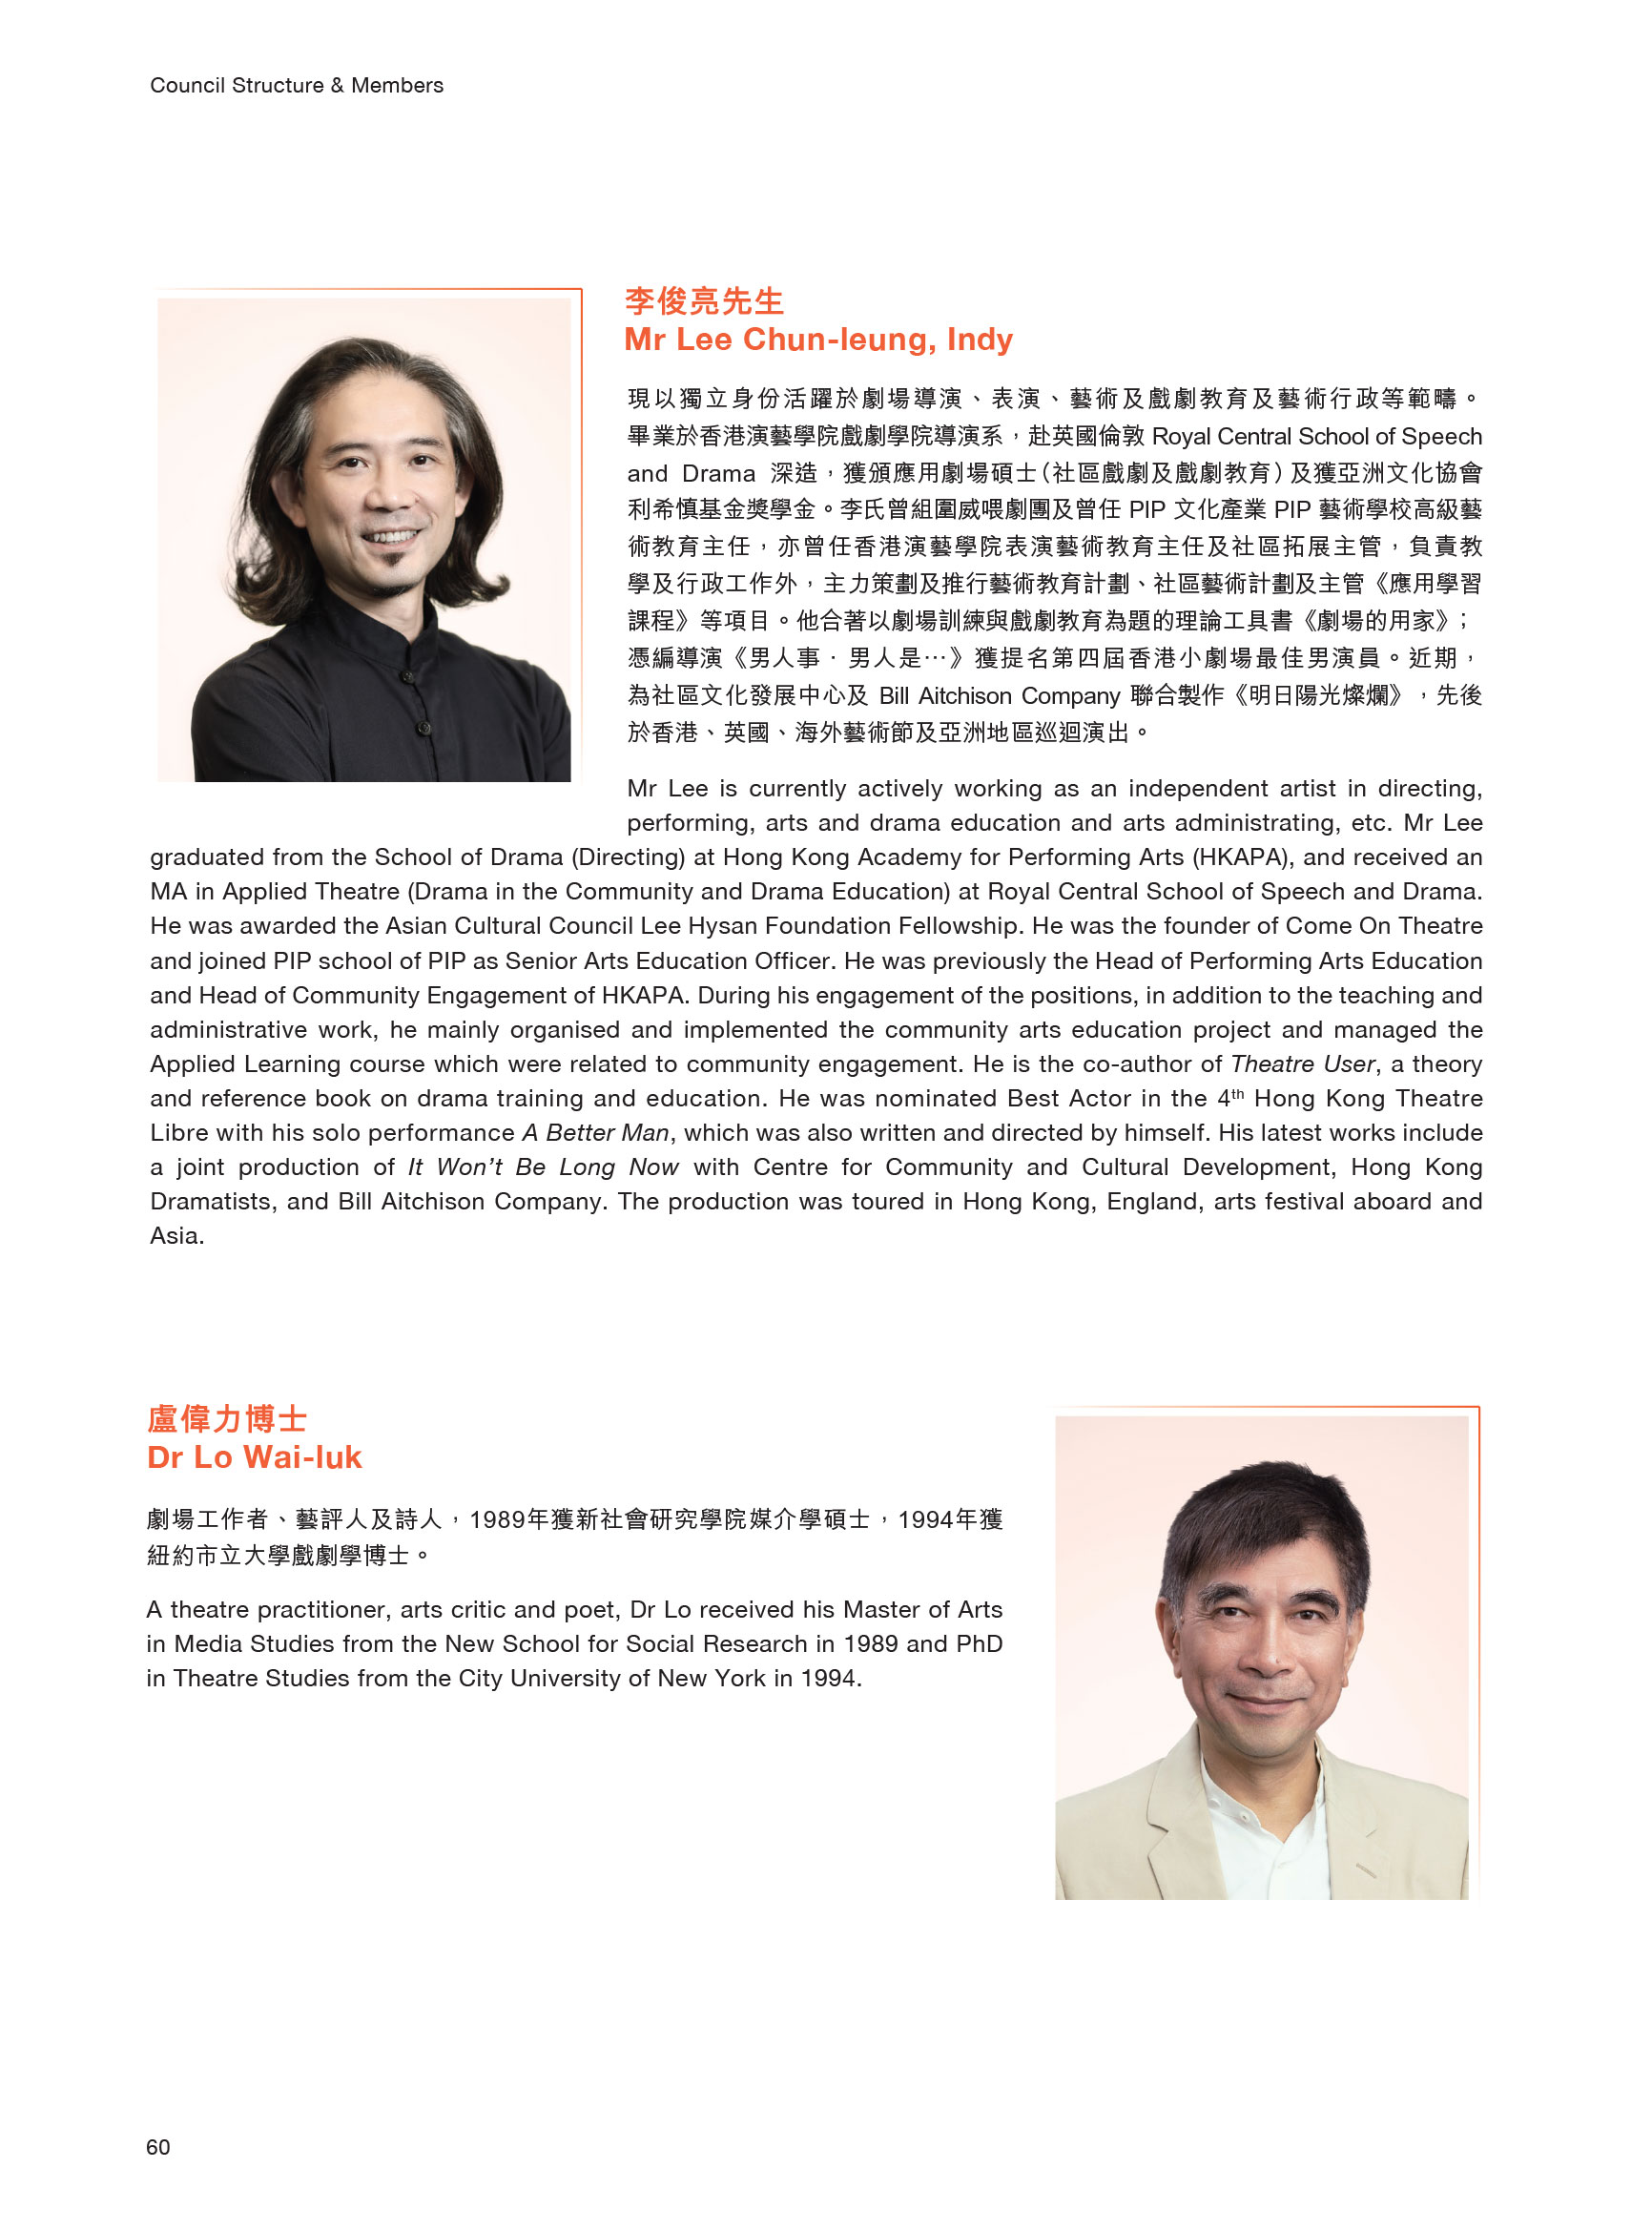 Council Structure & Members
李俊亮先生
Mr Lee Chun-leung, Indy
現以獨立身份活躍於劇場導演、表演、藝術及戲劇教育及藝術行政等範疇。
畢業於香港演藝學院戲劇學院導演系，赴英國倫敦 Royal Central School of Speech
and Drama 深造，獲頒應用劇場碩士（社區戲劇及戲劇教育）及獲亞洲文化協會
利希慎基金獎學金。李氏曾組圍威喂劇團及曾任 PIP 文化產業 PIP 藝術學校高級藝
術教育主任，亦曾任香港演藝學院表演藝術教育主任及社區拓展主管，負責教
學及行政工作外，主力策劃及推行藝術教育計劃、社區藝術計劃及主管《應用學習
課程》等項目。他合著以劇場訓練與戲劇教育為題的理論工具書《劇場的用家》；
憑編導演《男人事．男人是…》獲提名第四屆香港小劇場最佳男演員。近期，
為社區文化發展中心及 Bill Aitchison Company 聯合製作《明日陽光燦爛》，先後
於香港、英國、海外藝術節及亞洲地區巡迴演出。
Mr Lee is currently actively working as an independent artist in directing,
performing, arts and drama education and arts administrating, etc. Mr Lee
graduated from the School of Drama (Directing) at Hong Kong Academy for Performing Arts (HKAPA), and received an
MA in Applied Theatre (Drama in the Community and Drama Education) at Royal Central School of Speech and Drama.
He was awarded the Asian Cultural Council Lee Hysan Foundation Fellowship. He was the founder of Come On Theatre
and joined PIP school of PIP as Senior Arts Education Officer. He was previously the Head of Performing Arts Education
and Head of Community Engagement of HKAPA. During his engagement of the positions, in addition to the teaching and
administrative work, he mainly organised and implemented the community arts education project and managed the
Applied Learning course which were related to community engagement. He is the co-author of Theatre User, a theory
and reference book on drama training and education. He was nominated Best Actor in the 4th Hong Kong Theatre
Libre with his solo performance A Better Man, which was also written and directed by himself. His latest works include
a joint production of It Won’t Be Long Now with Centre for Community and Cultural Development, Hong Kong
Dramatists, and Bill Aitchison Company. The production was toured in Hong Kong, England, arts festival aboard and
Asia.
盧偉力博士
Dr Lo Wai-luk
劇場工作者、藝評人及詩人，1989年獲新社會研究學院媒介學碩士，1994年獲
紐約市立大學戲劇學博士。
A theatre practitioner, arts critic and poet, Dr Lo received his Master of Arts
in Media Studies from the New School for Social Research in 1989 and PhD
in Theatre Studies from the City University of New York in 1994.
60